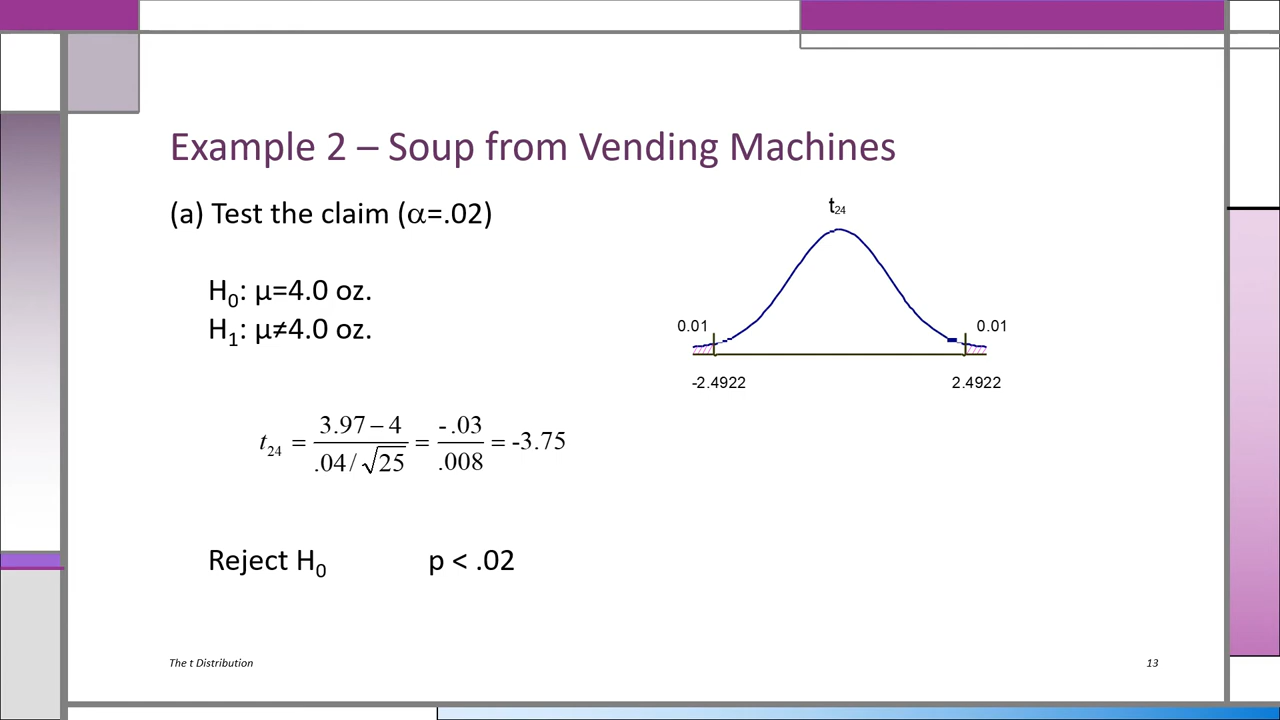 Example 2 – Soup from Vending Machines
(a) Test the claim (α=.02)
H₀: μ=4.0 oz.
H₁: μ≠4.0 oz.
t₂₄
0.01 0.01
-2.4922 2.4922
t₂₄ = (3.97 – 4)/(.04/√25) = -.03/.008 = -3.75
Reject H₀ p < .02
The t Distribution 13